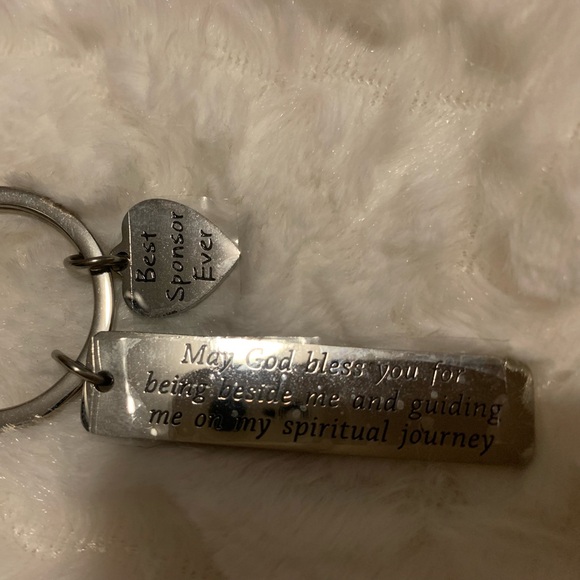 Best
Sponsor
Ever
May God bless you for
being beside me and guiding
me on my spiritual journey